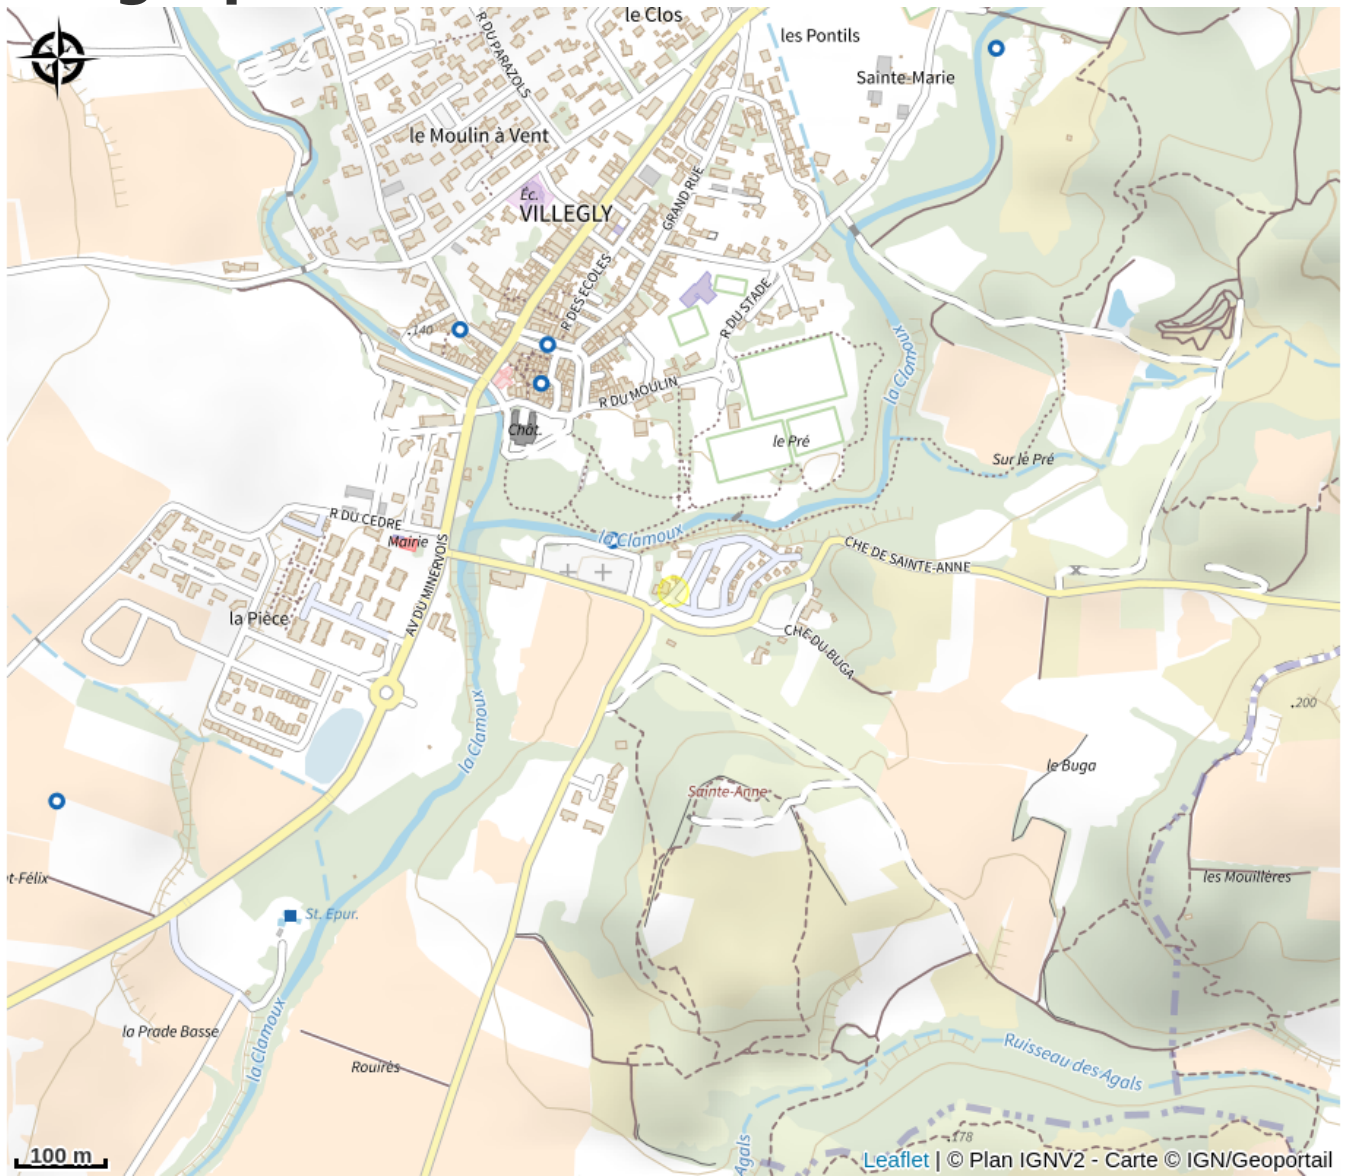 le Clos
les Pontils
R DU PARAZOLS
Sainte-Marie
le Moulin à Vent
Éc.
VILLEGLY
GRAND RUE
R DES ECOLES
R DU STADE
.140
la Clamoux
R DU MOULIN
Chât.
le Pré
Sur le Pré
R DU CEDRE
Mairie
la Clamoux
CHE DE SAINTE-ANNE
AV DU MINERVOIS
la Pièce
CHE DU BUGA
.200
la Clamoux
le Buga
Sainte-Anne
t-Félix
les Mouillères
St. Epur.
la Prade Basse
la Clamoux
Rouirès
Ruisseau des Agals
.178
Agals
100 m
Leaflet | © Plan IGNV2 - Carte © IGN/Geoportail